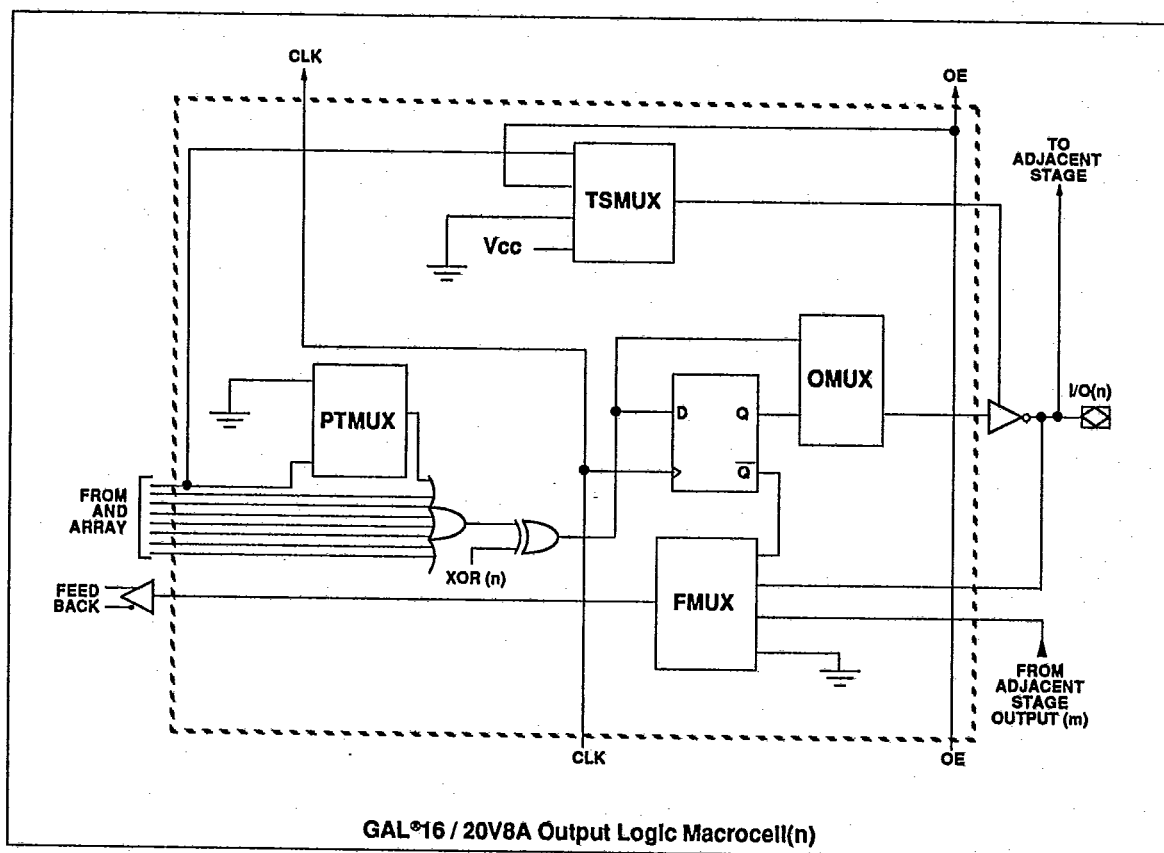 CLK
OE
TO
ADJACENT
STAGE
TSMUX
Vcc
OMUX
I/O(n)
PTMUX
D
Q
Q̅
FROM
AND
ARRAY
XOR (n)
FEED
BACK
FMUX
FROM
ADJACENT
STAGE
OUTPUT (m)
CLK
OE
GAL®16 / 20V8A Output Logic Macrocell(n)